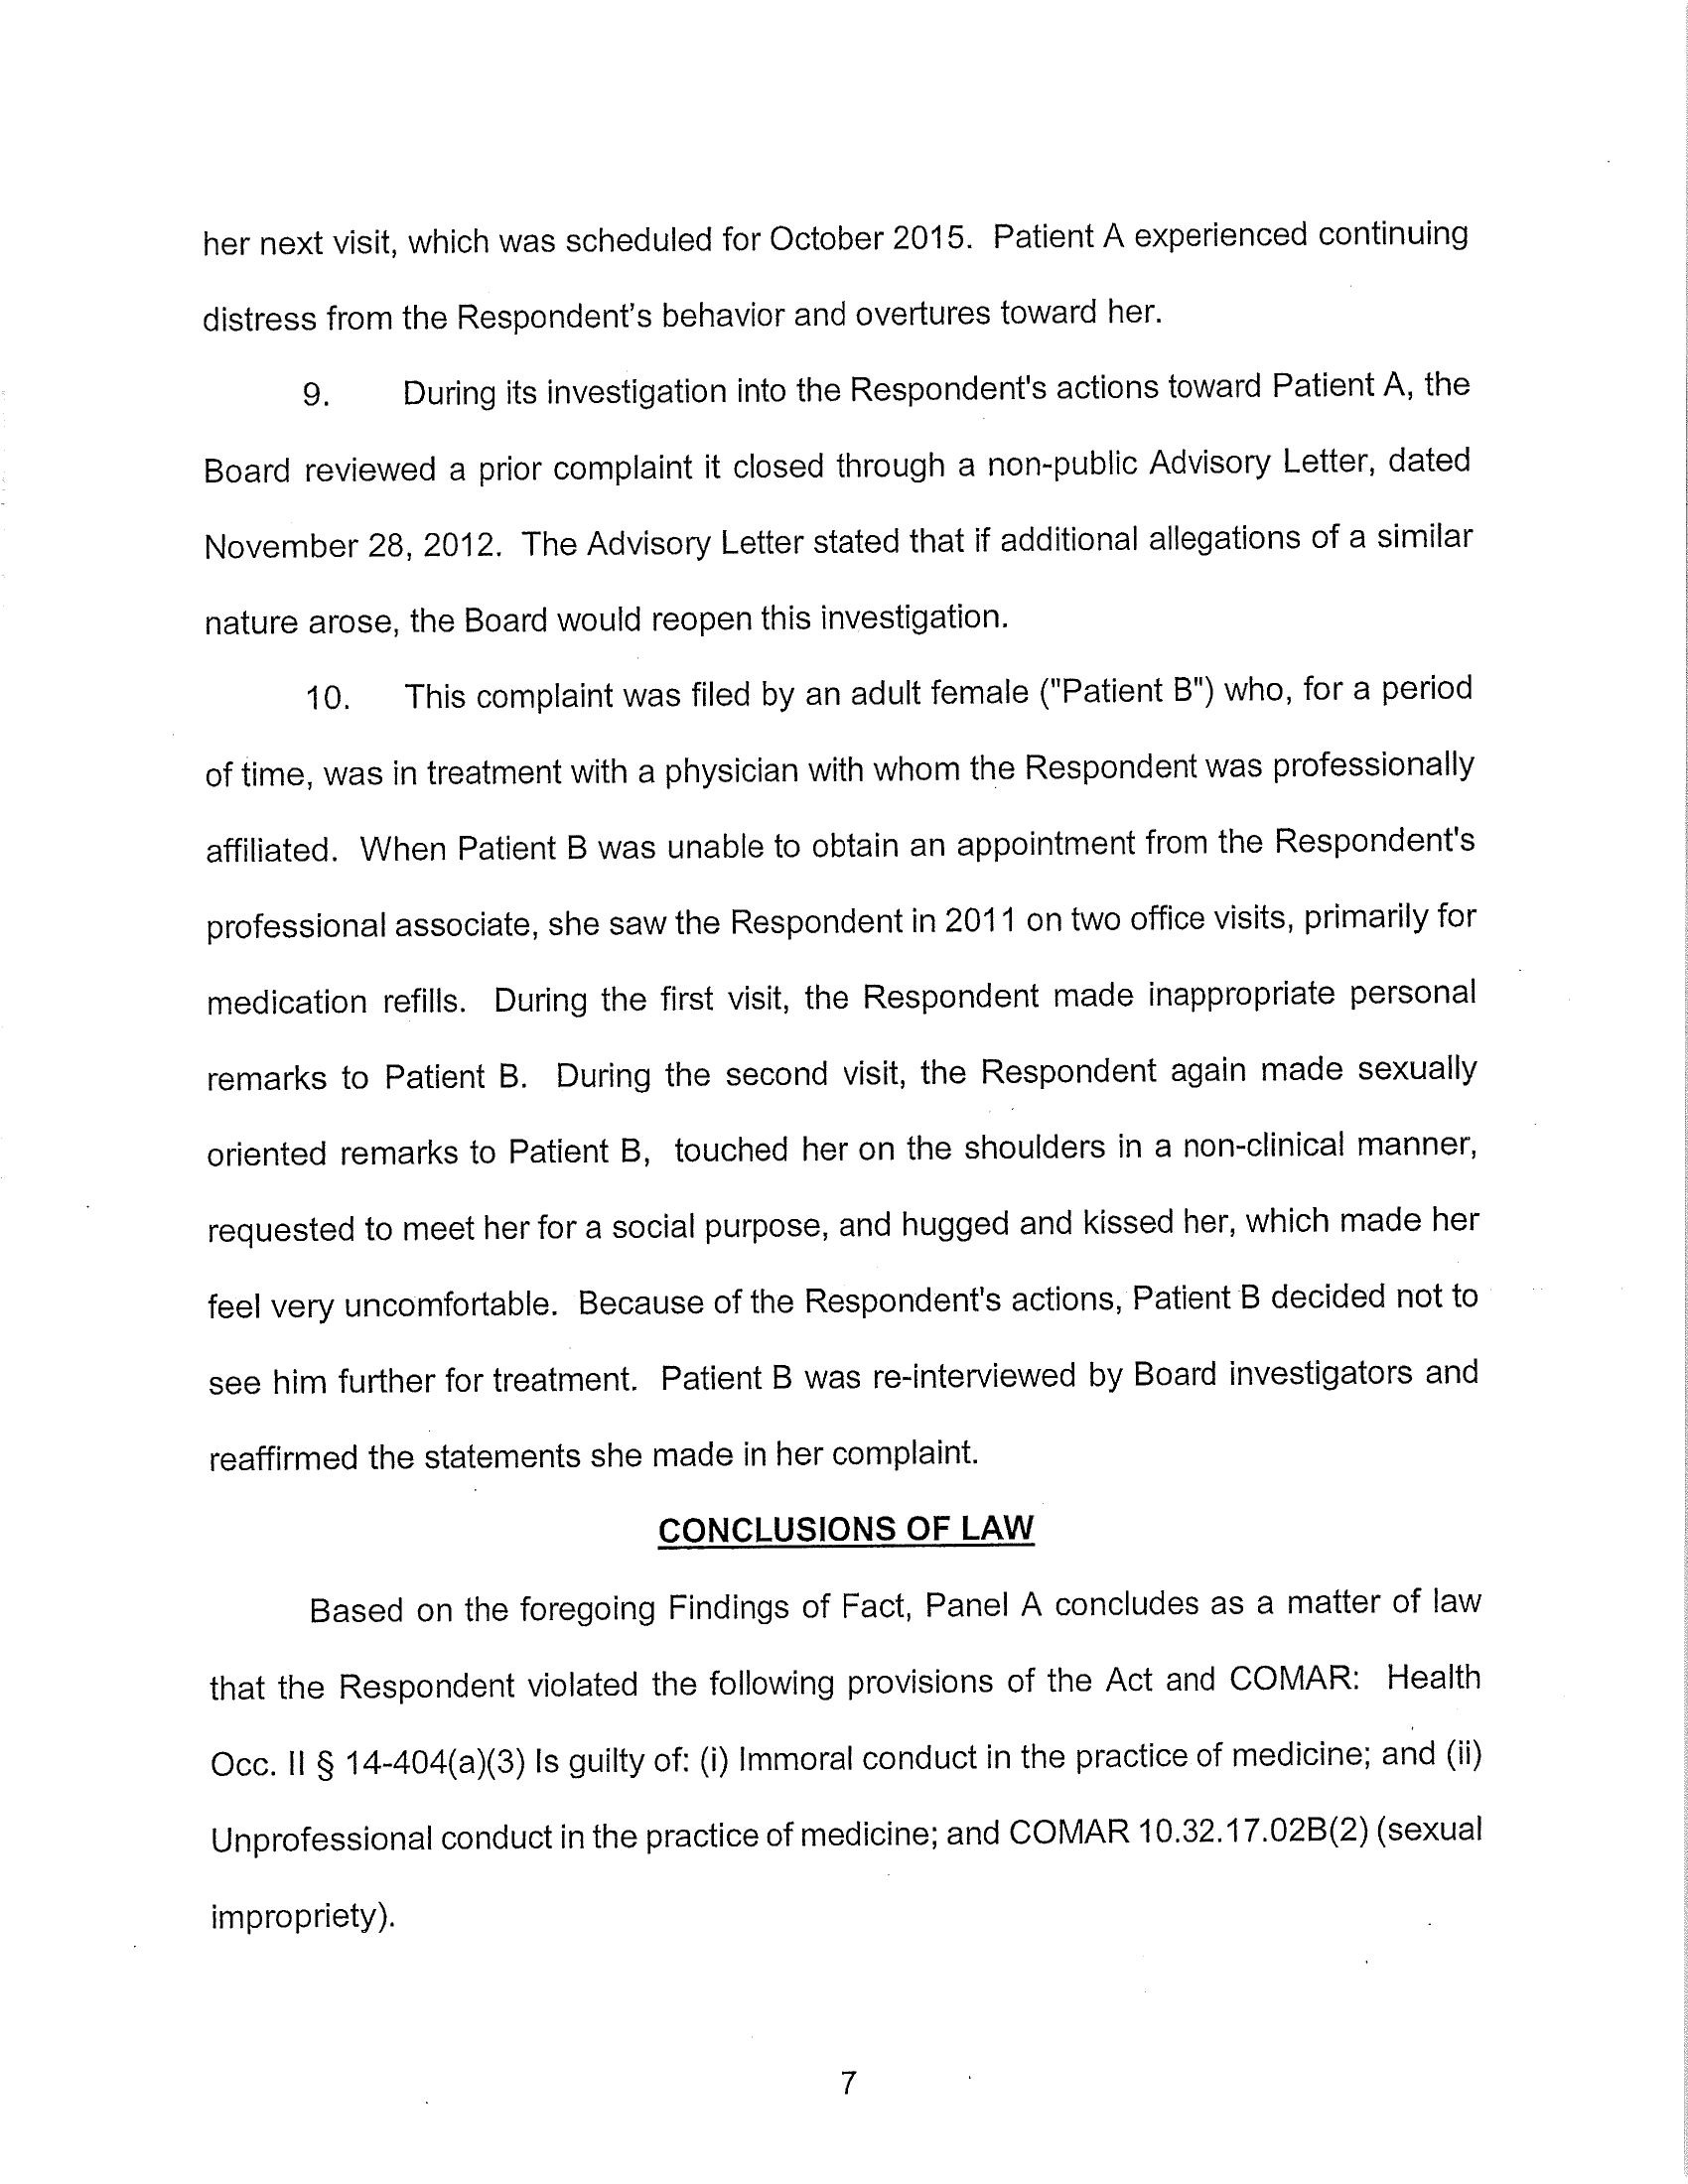 her next visit, which was scheduled for October 2015.  Patient A experienced continuing
distress from the Respondent's behavior and overtures toward her.
9. During its investigation into the Respondent's actions toward Patient A, the
Board reviewed a prior complaint it closed through a non-public Advisory Letter, dated
November 28, 2012.  The Advisory Letter stated that if additional allegations of a similar
nature arose, the Board would reopen this investigation.
10. This complaint was filed by an adult female ("Patient B") who, for a period
of time, was in treatment with a physician with whom the Respondent was professionally
affiliated.  When Patient B was unable to obtain an appointment from the Respondent's
professional associate, she saw the Respondent in 2011 on two office visits, primarily for
medication refills.  During the first visit, the Respondent made inappropriate personal
remarks to Patient B.  During the second visit, the Respondent again made sexually
oriented remarks to Patient B,  touched her on the shoulders in a non-clinical manner,
requested to meet her for a social purpose, and hugged and kissed her, which made her
feel very uncomfortable.  Because of the Respondent's actions, Patient B decided not to
see him further for treatment.  Patient B was re-interviewed by Board investigators and
reaffirmed the statements she made in her complaint.
CONCLUSIONS OF LAW
Based on the foregoing Findings of Fact, Panel A concludes as a matter of law
that the Respondent violated the following provisions of the Act and COMAR:  Health
Occ. II § 14-404(a)(3) Is guilty of: (i) Immoral conduct in the practice of medicine; and (ii)
Unprofessional conduct in the practice of medicine; and COMAR 10.32.17.02B(2) (sexual
impropriety).
7